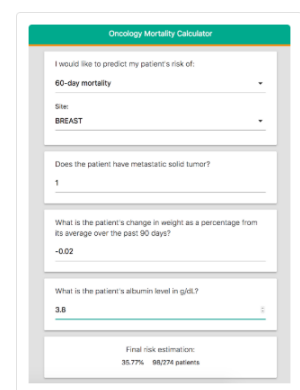 Oncology Mortality Calculator
I would like to predict my patient's risk of:
60-day mortality
Site:
BREAST
Does the patient have metastatic solid tumor?
1
What is the patient's change in weight as a percentage from
its average over the past 90 days?
-0.02
What is the patient's albumin level in g/dL?
3.8
Final risk estimation:
35.77% 98/274 patients